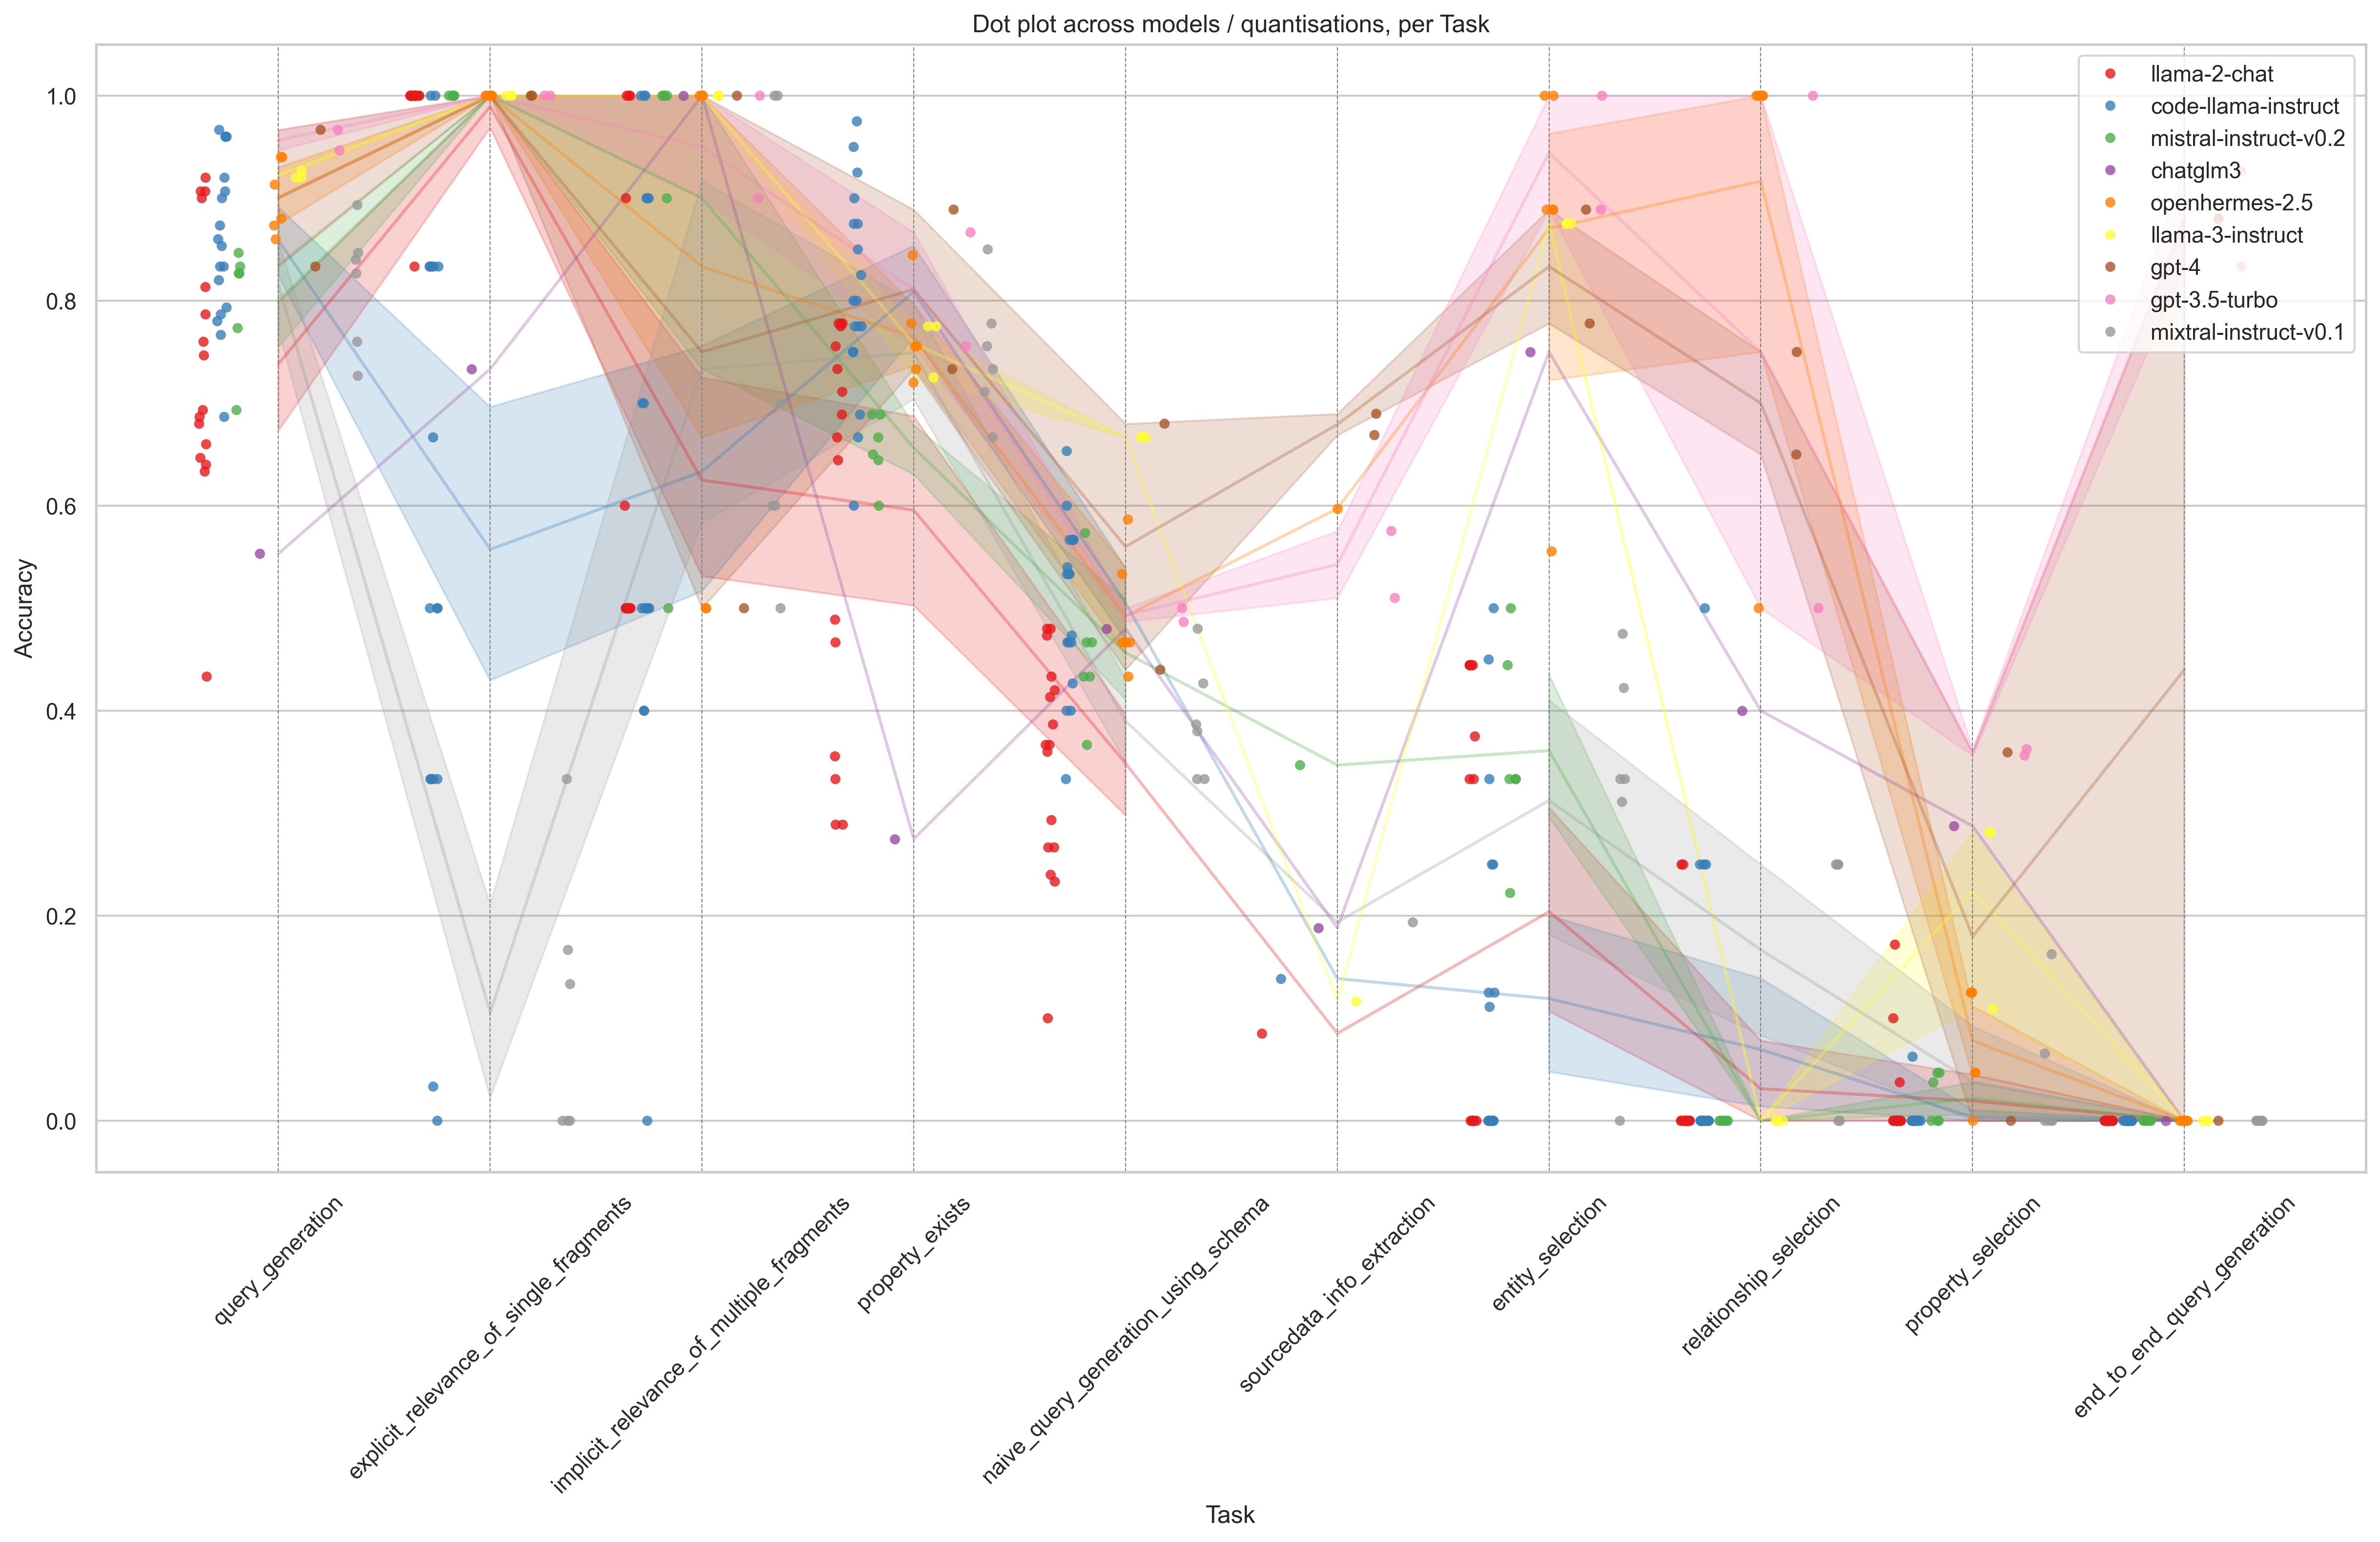 Dot plot across models / quantisations, per Task
llama-2-chat
code-llama-instruct
mistral-instruct-v0.2
chatglm3
openhermes-2.5
llama-3-instruct
gpt-4
gpt-3.5-turbo
mixtral-instruct-v0.1
Accuracy
1.0
0.8
0.6
0.4
0.2
0.0
query_generation
explicit_relevance_of_single_fragments
implicit_relevance_of_multiple_fragments
property_exists
naive_query_generation_using_schema
sourcedata_info_extraction
entity_selection
relationship_selection
property_selection
end_to_end_query_generation
Task